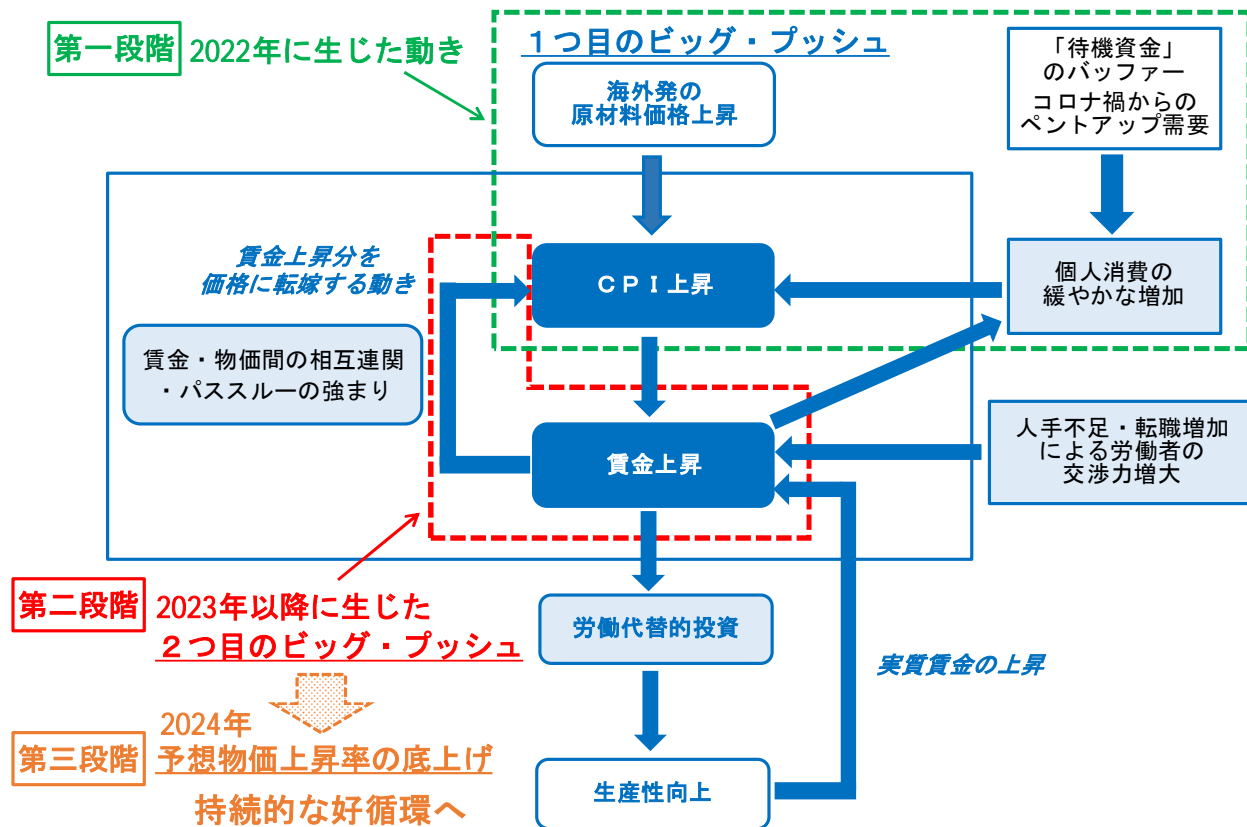 第一段階
2022年に生じた動き
1つ目のビッグ・プッシュ
海外発の
原材料価格上昇
「待機資金」
のバッファー
コロナ禍からの
ペントアップ需要
賃金上昇分を
価格に転嫁する動き
CPI上昇
個人消費の
緩やかな増加
賃金・物価間の相互連関
・パススルーの強まり
賃金上昇
人手不足・転職増加
による労働者の
交渉力増大
第二段階
2023年以降に生じた
2つ目のビッグ・プッシュ
労働代替的投資
実質賃金の上昇
第三段階
2024年
予想物価上昇率の底上げ
持続的な好循環へ
生産性向上